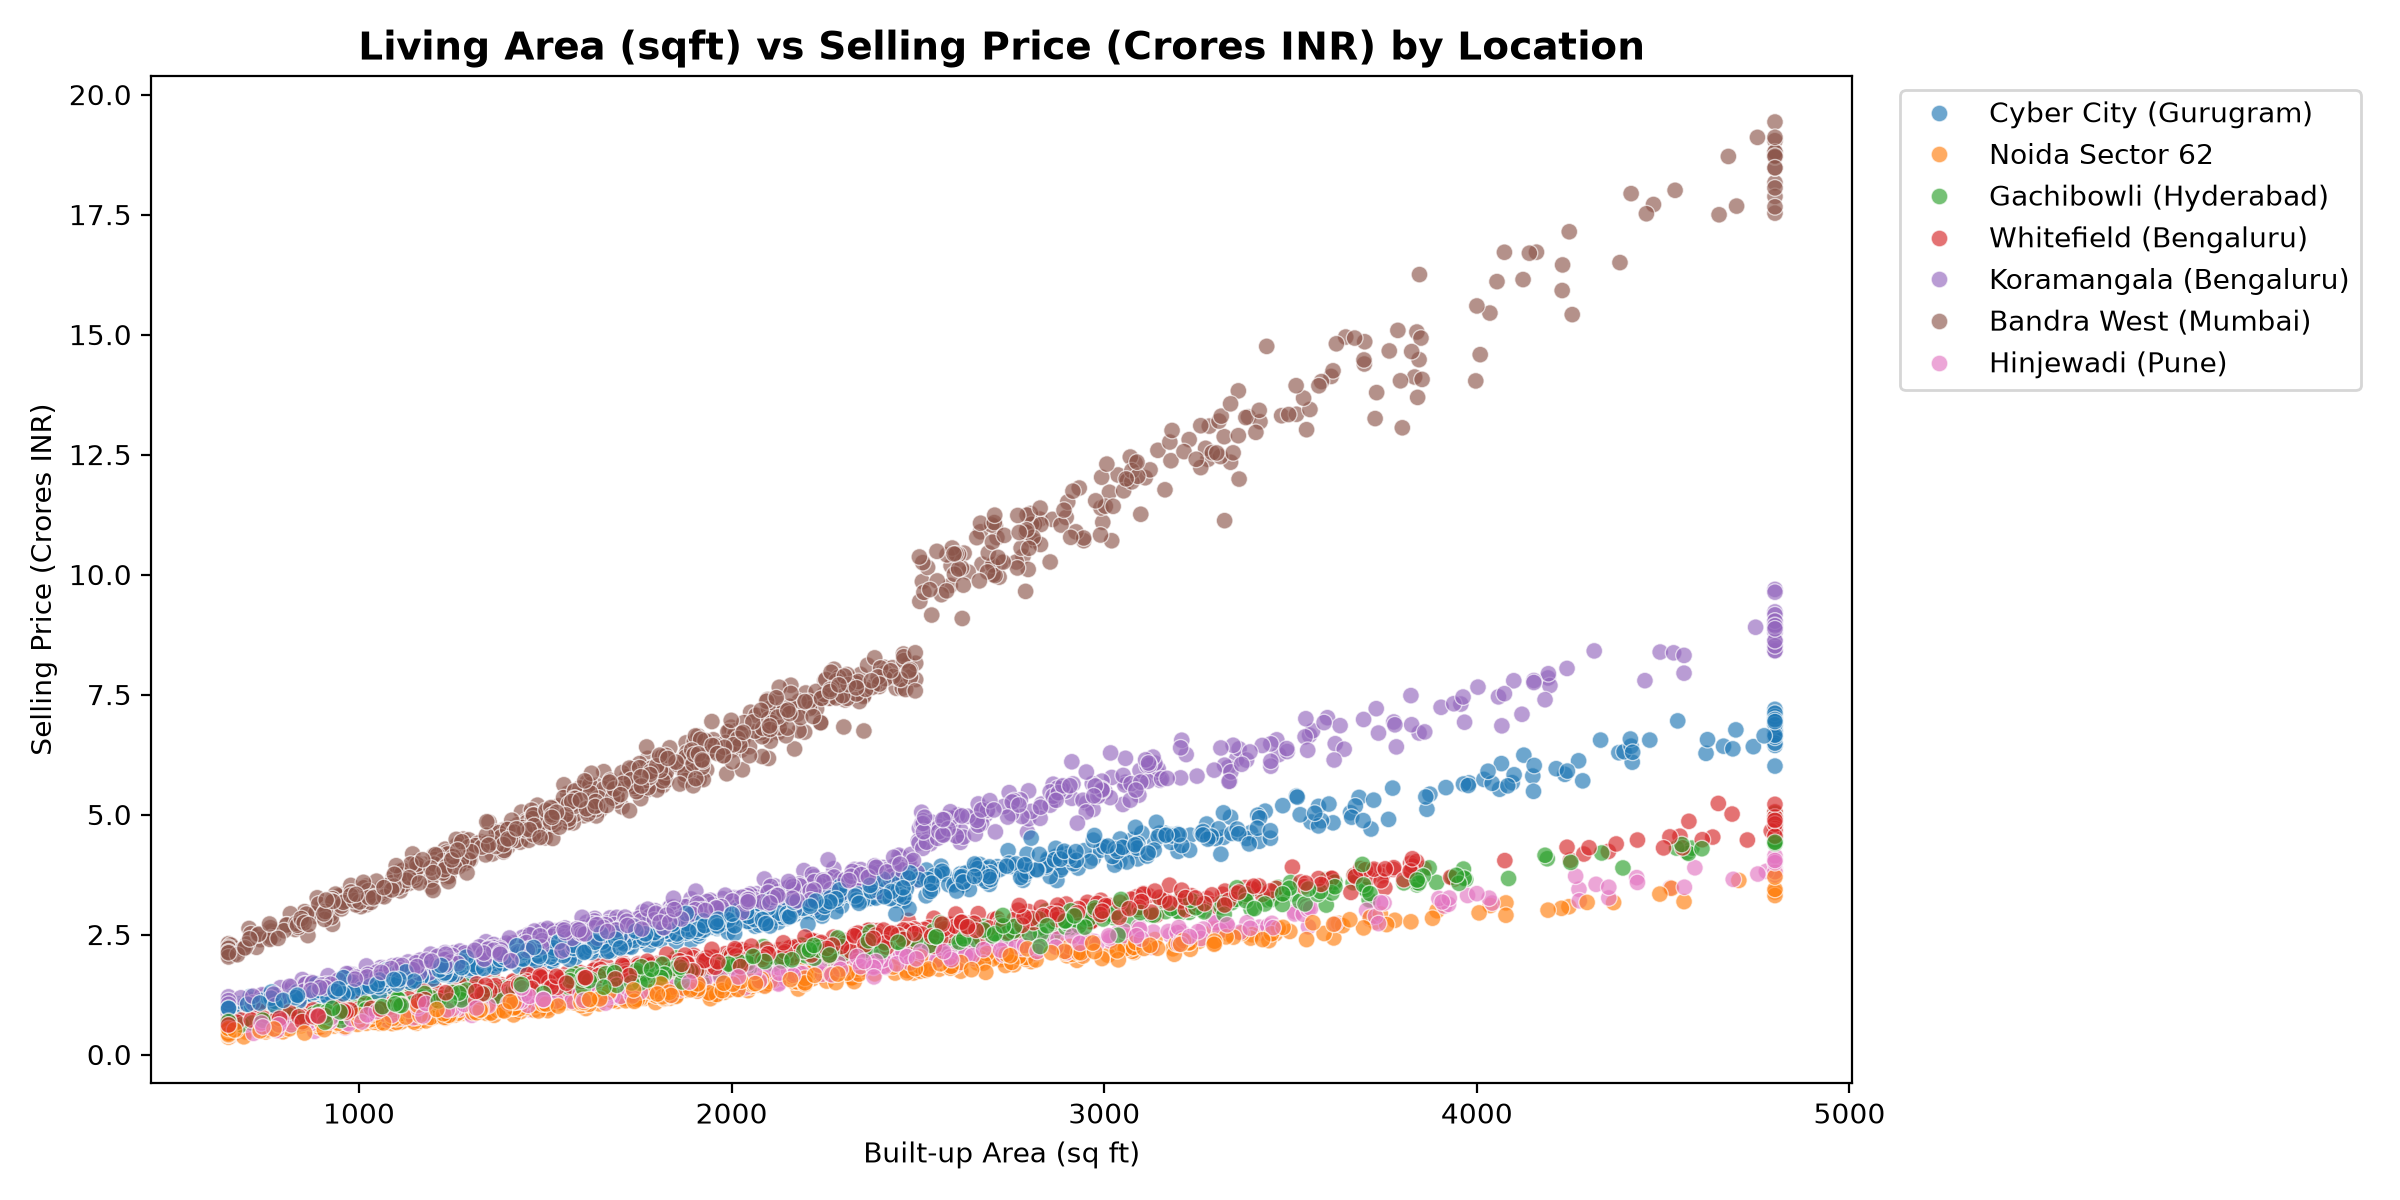 Living Area (sqft) vs Selling Price (Crores INR) by Location
20.0
17.5
15.0
12.5
10.0
7.5
5.0
2.5
0.0
Selling Price (Crores INR)
1000
2000
3000
4000
5000
Built-up Area (sq ft)
Cyber City (Gurugram)
Noida Sector 62
Gachibowli (Hyderabad)
Whitefield (Bengaluru)
Koramangala (Bengaluru)
Bandra West (Mumbai)
Hinjewadi (Pune)